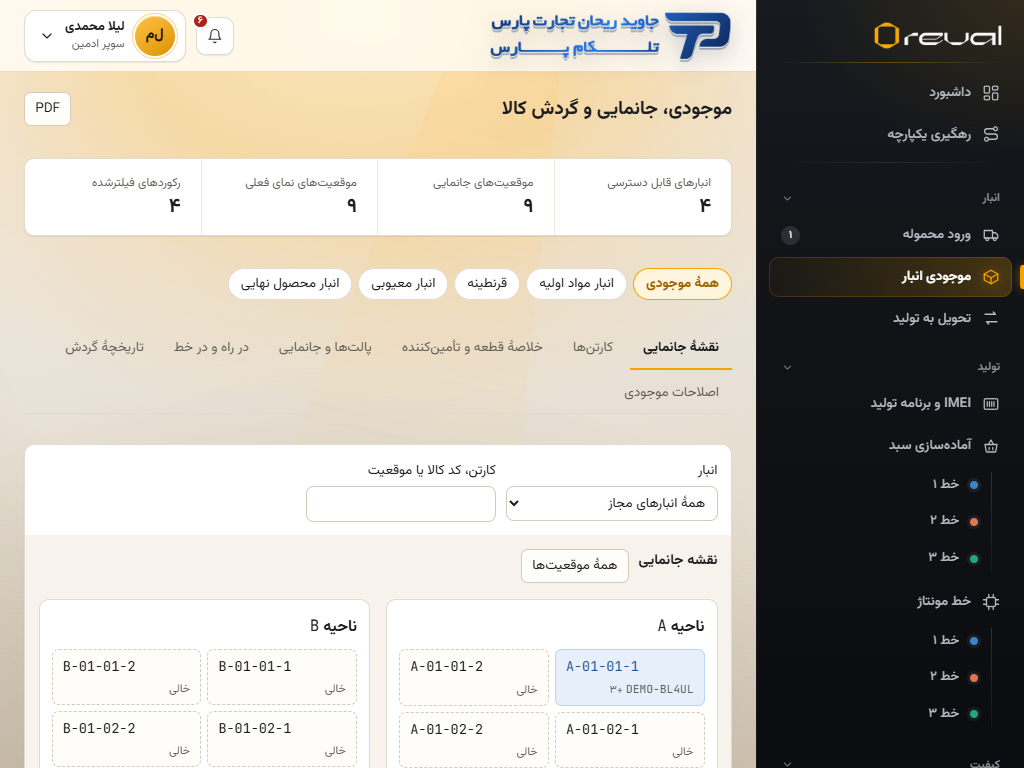 oreval
داشبورد
رهگیری یکپارچه
انبار
ورود محموله
۱
موجودی انبار
تحویل به تولید
تولید
IMEI و برنامه تولید
آماده‌سازی سبد
خط ۱
خط ۲
خط ۳
خط مونتاژ
خط ۱
خط ۲
خط ۳
کیفیت
جاوید ریحان تجارت پارس
تلکام پارس
۶
لیلا محمدی
سوپر ادمین
ل‌م
موجودی، جانمایی و گردش کالا
PDF
انبارهای قابل دسترسی
۴
موقعیت‌های جانمایی
۹
موقعیت‌های نمای فعلی
۹
رکوردهای فیلترشده
۴
همهٔ موجودی
انبار مواد اولیه
قرنطینه
انبار معیوبی
انبار محصول نهایی
نقشهٔ جانمایی
کارتن‌ها
خلاصهٔ قطعه و تأمین‌کننده
پالت‌ها و جانمایی
در راه و در خط
تاریخچهٔ گردش
اصلاحات موجودی
انبار
کارتن، کد کالا یا موقعیت
همهٔ انبارهای مجاز
نقشه جانمایی
همهٔ موقعیت‌ها
ناحیه A
A-01-01-1
DEMO-BL4UL +۳
A-01-01-2
خالی
A-01-02-1
خالی
A-01-02-2
خالی
ناحیه B
B-01-01-1
خالی
B-01-01-2
خالی
B-01-02-1
خالی
B-01-02-2
خالی